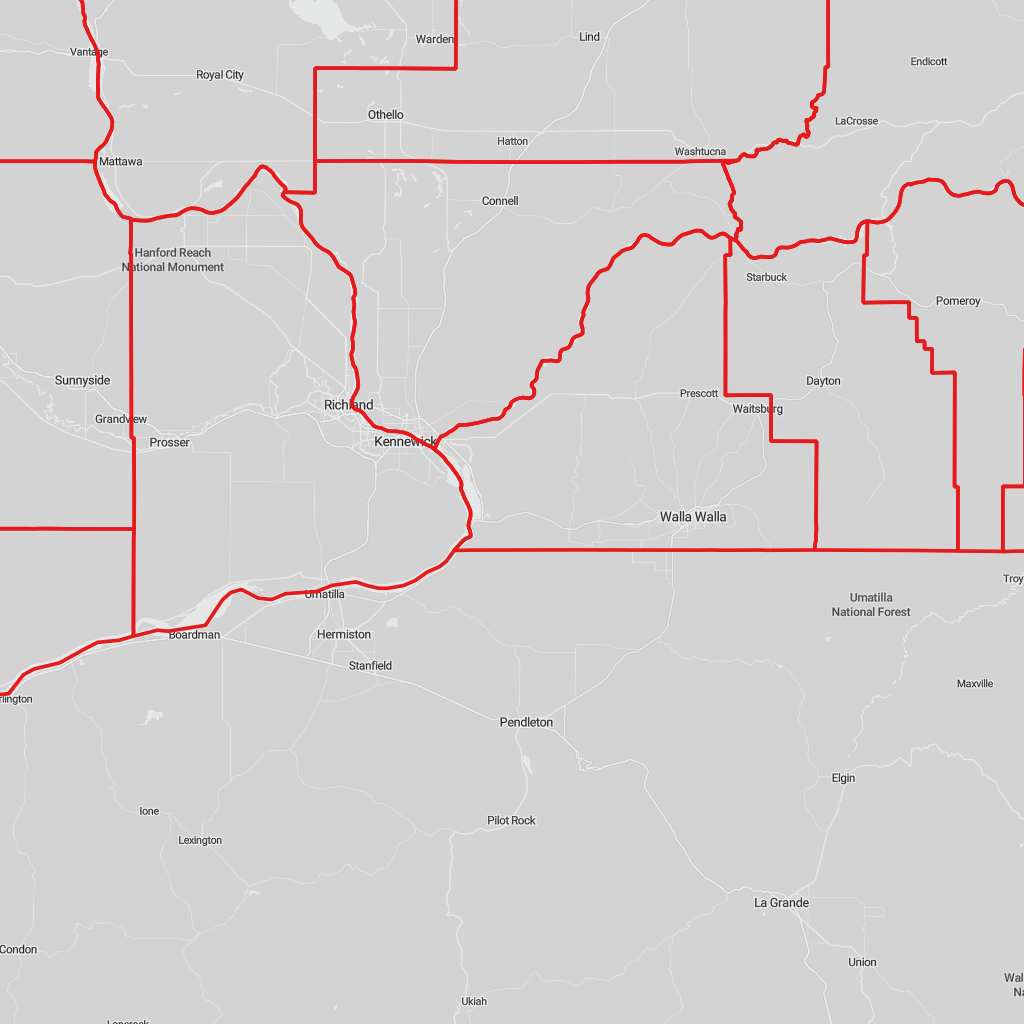 Warden
Lind
Vantage
Endicott
Royal City
Othello
LaCrosse
Hatton
Washtucna
Mattawa
Connell
Hanford Reach
National Monument
Starbuck
Pomeroy
Sunnyside
Dayton
Prescott
Richland
Waitsburg
Grandview
Prosser
Kennewick
Walla Walla
Troy
Umatilla
Umatilla
National Forest
Boardman
Hermiston
Stanfield
Maxville
rlington
Pendleton
Elgin
Ione
Pilot Rock
Lexington
La Grande
Condon
Union
Wal
Na
Ukiah